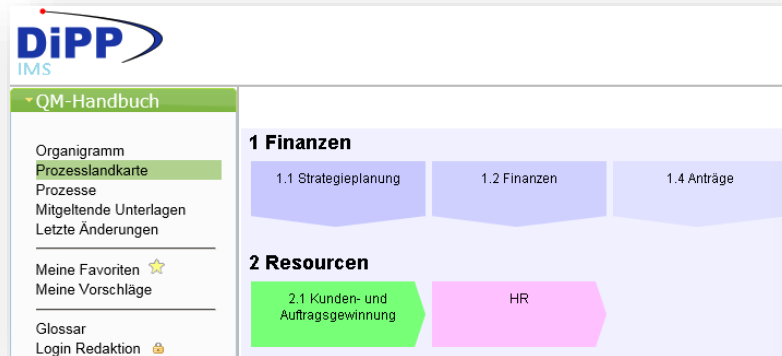 DiPP
IMS
QM-Handbuch
Organigramm
Prozesslandkarte
Prozesse
Mitgeltende Unterlagen
Letzte Änderungen
Meine Favoriten
Meine Vorschläge
Glossar
Login Redaktion
1 Finanzen
1.1 Strategieplanung
1.2 Finanzen
1.4 Anträge
2 Resourcen
2.1 Kunden- und
Auftragsgewinnung
HR